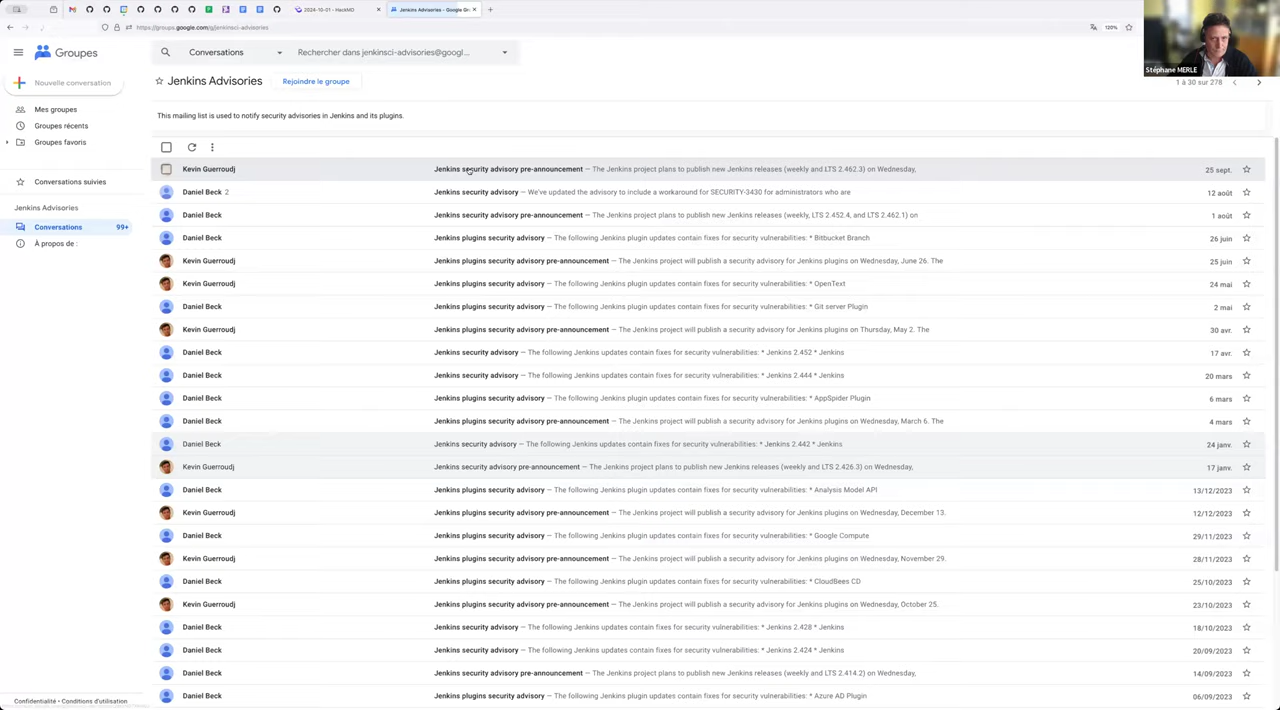 2024-10-01 - HackMD
Jenkins Advisories - Google Gr
https://groups.google.com/g/jenkinsci-advisories
120%
Groupes
Conversations
Rechercher dans jenkinsci-advisories@googl...
Stéphane MERLE
Nouvelle conversation
Jenkins Advisories
Rejoindre le groupe
1 à 30 sur 278
Mes groupes
Groupes récents
Groupes favoris
Conversations suivies
Jenkins Advisories
Conversations 99+
À propos de :
This mailing list is used to notify security advisories in Jenkins and its plugins.
Kevin Guerroudj Jenkins security advisory pre-announcement – The Jenkins project plans to publish new Jenkins releases (weekly and LTS 2.462.3) on Wednesday, 25 sept.
Daniel Beck 2 Jenkins security advisory – We've updated the advisory to include a workaround for SECURITY-3430 for administrators who are 12 août
Daniel Beck Jenkins security advisory pre-announcement – The Jenkins project plans to publish new Jenkins releases (weekly, LTS 2.452.4, and LTS 2.462.1) on 1 août
Daniel Beck Jenkins plugins security advisory – The following Jenkins plugin updates contain fixes for security vulnerabilities: * Bitbucket Branch 26 juin
Kevin Guerroudj Jenkins plugins security advisory pre-announcement – The Jenkins project will publish a security advisory for Jenkins plugins on Wednesday, June 26. The 25 juin
Kevin Guerroudj Jenkins plugins security advisory – The following Jenkins plugin updates contain fixes for security vulnerabilities: * OpenText 24 mai
Daniel Beck Jenkins plugins security advisory – The following Jenkins plugin updates contain fixes for security vulnerabilities: * Git server Plugin 2 mai
Kevin Guerroudj Jenkins plugins security advisory pre-announcement – The Jenkins project will publish a security advisory for Jenkins plugins on Thursday, May 2. The 30 avr.
Daniel Beck Jenkins security advisory – The following Jenkins updates contain fixes for security vulnerabilities: * Jenkins 2.452 * Jenkins 17 avr.
Daniel Beck Jenkins security advisory – The following Jenkins updates contain fixes for security vulnerabilities: * Jenkins 2.444 * Jenkins 20 mars
Daniel Beck Jenkins plugins security advisory – The following Jenkins plugin updates contain fixes for security vulnerabilities: * AppSpider Plugin 6 mars
Daniel Beck Jenkins plugins security advisory pre-announcement – The Jenkins project will publish a security advisory for Jenkins plugins on Wednesday, March 6. The 4 mars
Daniel Beck Jenkins security advisory – The following Jenkins updates contain fixes for security vulnerabilities: * Jenkins 2.442 * Jenkins 24 janv.
Kevin Guerroudj Jenkins security advisory pre-announcement – The Jenkins project plans to publish new Jenkins releases (weekly and LTS 2.426.3) on Wednesday, 17 janv.
Daniel Beck Jenkins plugins security advisory – The following Jenkins plugin updates contain fixes for security vulnerabilities: * Analysis Model API 13/12/2023
Kevin Guerroudj Jenkins plugins security advisory pre-announcement – The Jenkins project will publish a security advisory for Jenkins plugins on Wednesday, December 13. 12/12/2023
Daniel Beck Jenkins plugins security advisory – The following Jenkins plugin updates contain fixes for security vulnerabilities: * Google Compute 29/11/2023
Kevin Guerroudj Jenkins plugins security advisory pre-announcement – The Jenkins project will publish a security advisory for Jenkins plugins on Wednesday, November 29. 28/11/2023
Daniel Beck Jenkins plugins security advisory – The following Jenkins plugin updates contain fixes for security vulnerabilities: * CloudBees CD 25/10/2023
Kevin Guerroudj Jenkins plugins security advisory pre-announcement – The Jenkins project will publish a security advisory for Jenkins plugins on Wednesday, October 25. 23/10/2023
Daniel Beck Jenkins security advisory – The following Jenkins updates contain fixes for security vulnerabilities: * Jenkins 2.428 * Jenkins 18/10/2023
Daniel Beck Jenkins security advisory – The following Jenkins updates contain fixes for security vulnerabilities: * Jenkins 2.424 * Jenkins 20/09/2023
Daniel Beck Jenkins security advisory pre-announcement – The Jenkins project plans to publish new Jenkins releases (weekly and LTS 2.414.2) on Wednesday, 14/09/2023
Daniel Beck Jenkins plugins security advisory – The following Jenkins plugin updates contain fixes for security vulnerabilities: * Azure AD Plugin 06/09/2023
Confidentialité • Conditions d'utilisation